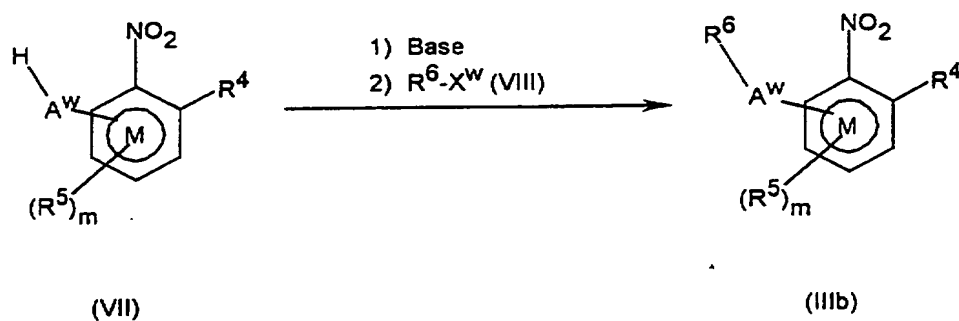 NO2
H
1) Base
2) R6-XW (VIII)
R4
AW
M
(R5)m
(VII)
R6
NO2
R4
AW
M
(R5)m
(IIIb)